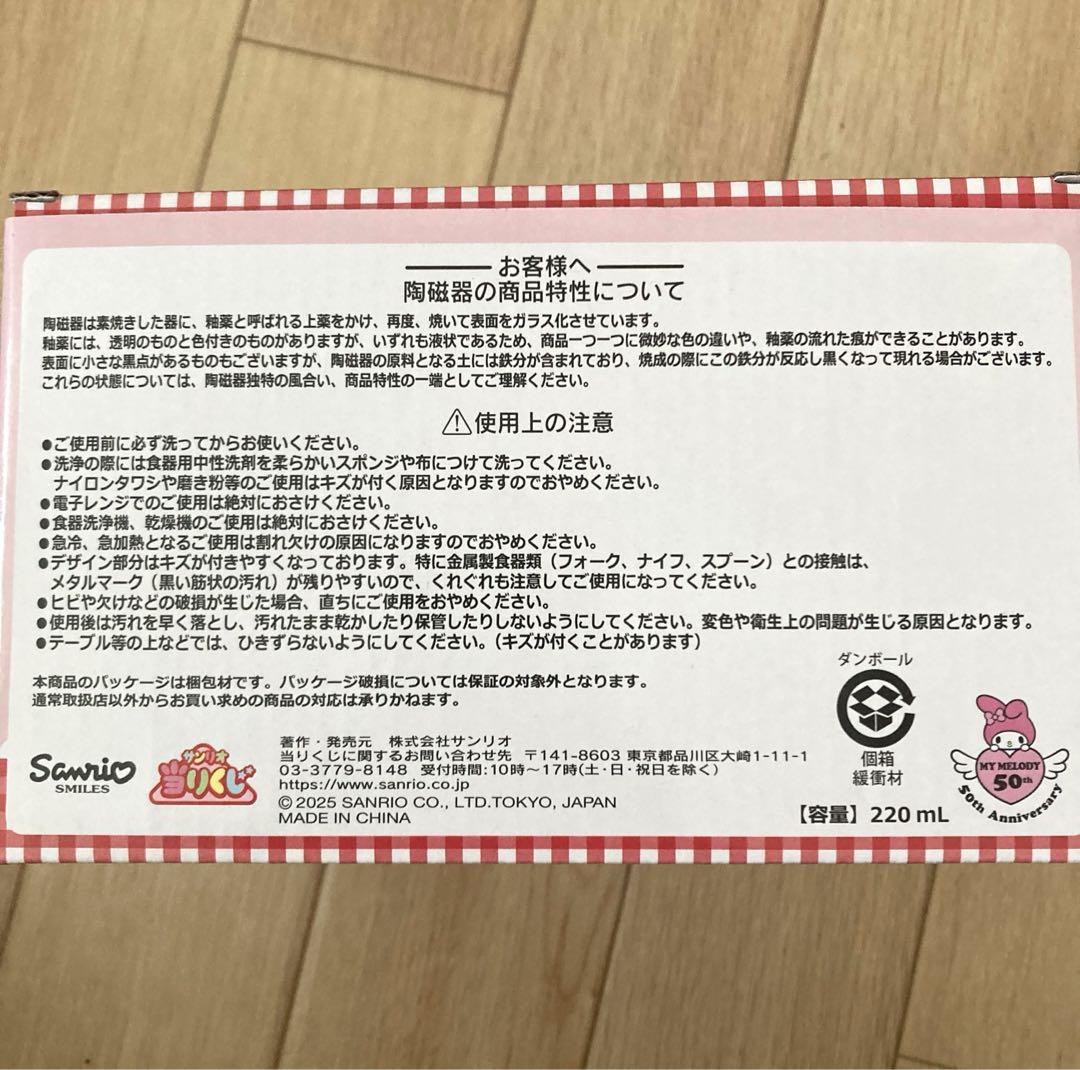 お客様へ
陶磁器の商品特性について
陶磁器は素焼きした器に、釉薬と呼ばれる上薬をかけ、再度、焼いて表面をガラス化させています。
釉薬には、透明のものと色付きのものがありますが、いずれも液状であるため、商品一つ一つに微妙な色の違いや、釉薬の流れた痕ができることがあります。
表面に小さな黒点があるものもございますが、陶磁器の原料となる土には鉄分が含まれており、焼成の際にこの鉄分が反応し黒くなって現れる場合がございます。
これらの状態については、陶磁器独特の風合い、商品特性の一端としてご理解ください。
⚠使用上の注意
●ご使用前に必ず洗ってからお使いください。
●洗浄の際には食器用中性洗剤を柔らかいスポンジや布につけて洗ってください。
ナイロンタワシや磨き粉等のご使用はキズが付く原因となりますのでおやめください。
●電子レンジでのご使用は絶対におさけください。
●食器洗浄機、乾燥機のご使用は絶対におさけください。
●急冷、急加熱となるご使用は割れ欠けの原因になりますのでおやめください。
●デザイン部分はキズが付きやすくなっております。特に金属製食器類（フォーク、ナイフ、スプーン）との接触は、
メタルマーク（黒い筋状の汚れ）が残りやすいので、くれぐれも注意してご使用になってください。
●ヒビや欠けなどの破損が生じた場合、直ちにご使用をおやめください。
●使用後は汚れを早く落とし、汚れたまま乾かしたり保管したりしないようにしてください。変色や衛生上の問題が生じる原因となります。
●テーブル等の上などでは、ひきずらないようにしてください。（キズが付くことがあります）
本商品のパッケージは梱包材です。パッケージ破損については保証の対象外となります。
通常取扱店以外からお買い求めの商品の対応は承りかねます。
ダンボール
個箱
緩衝材
Sanrio
SMILES
サンリオ
当りくじ
著作・発売元 株式会社サンリオ
当りくじに関するお問い合わせ先 〒141-8603 東京都品川区大崎1-11-1
03-3779-8148 受付時間:10時～17時(土・日・祝日を除く)
https://www.sanrio.co.jp
© 2025 SANRIO CO., LTD.TOKYO, JAPAN
MADE IN CHINA
【容量】 220 mL
MY MELODY
50th
50th Anniversary